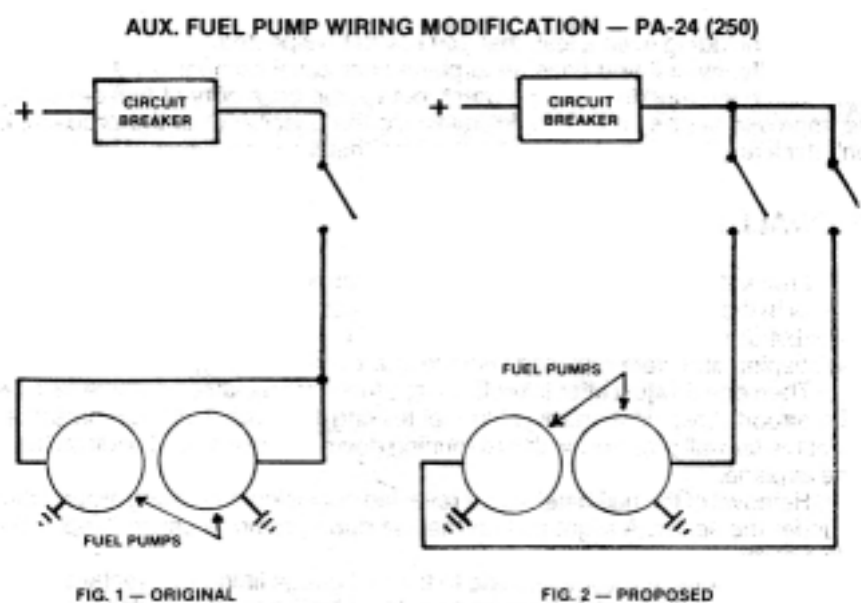 AUX. FUEL PUMP WIRING MODIFICATION — PA-24 (250)
+
CIRCUIT
BREAKER
+
CIRCUIT
BREAKER
FUEL PUMPS
FUEL PUMPS
FIG. 1 — ORIGINAL
FIG. 2 — PROPOSED